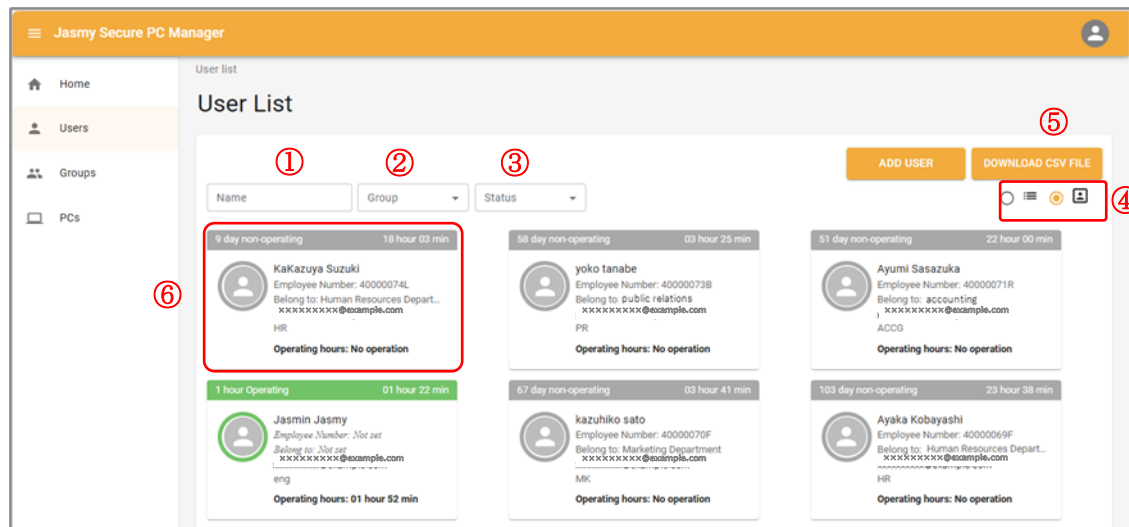 Jasmy Secure PC Manager
Home
Users
Groups
PCs
User list
User List
⑤
ADD USER
DOWNLOAD CSV FILE
① ② ③
Name
Group
Status
④
⑥
9 day non-operating 18 hour 03 min
KaKazuya Suzuki
Employee Number: 40000074L
Belong to: Human Resources Depart...
xxxxxxxxx@example.com
HR
Operating hours: No operation
58 day non-operating 03 hour 25 min
yoko tanabe
Employee Number: 40000073B
Belong to: public relations
xxxxxxxxx@example.com
PR
Operating hours: No operation
51 day non-operating 22 hour 00 min
Ayumi Sasazuka
Employee Number: 40000071R
Belong to: accounting
xxxxxxxxx@example.com
ACCG
Operating hours: No operation
1 hour Operating 01 hour 22 min
Jasmin Jasmy
Employee Number: Not set
Belong to: Not set
xxxxxxxxx@example.com
eng
Operating hours: 01 hour 52 min
67 day non-operating 03 hour 41 min
kazuhiko sato
Employee Number: 40000070F
Belong to: Marketing Department
xxxxxxxxx@example.com
MK
Operating hours: No operation
103 day non-operating 23 hour 38 min
Ayaka Kobayashi
Employee Number: 40000069F
Belong to: Human Resources Depart...
xxxxxxxxx@example.com
HR
Operating hours: No operation